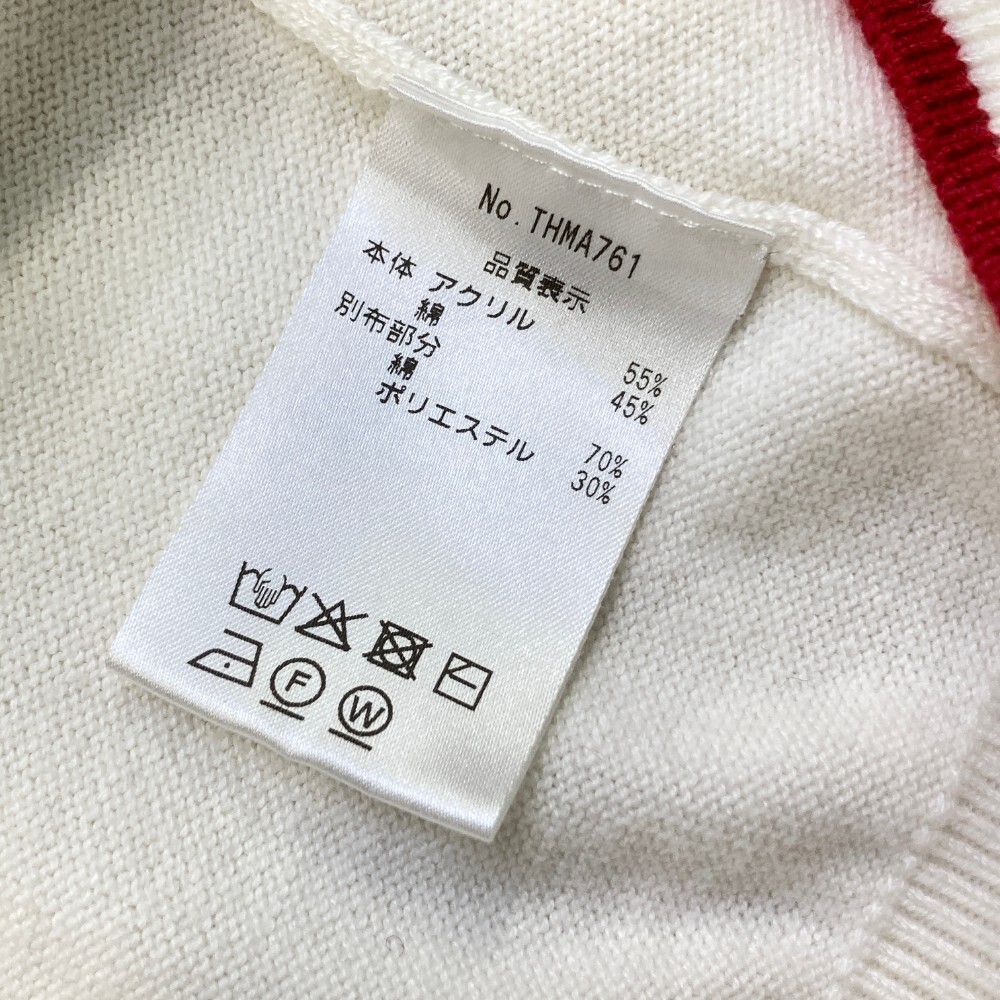 No.THMA761
品質表示
本体 アクリル 55%
綿 45%
別布部分
綿 70%
ポリエステル 30%
F
W